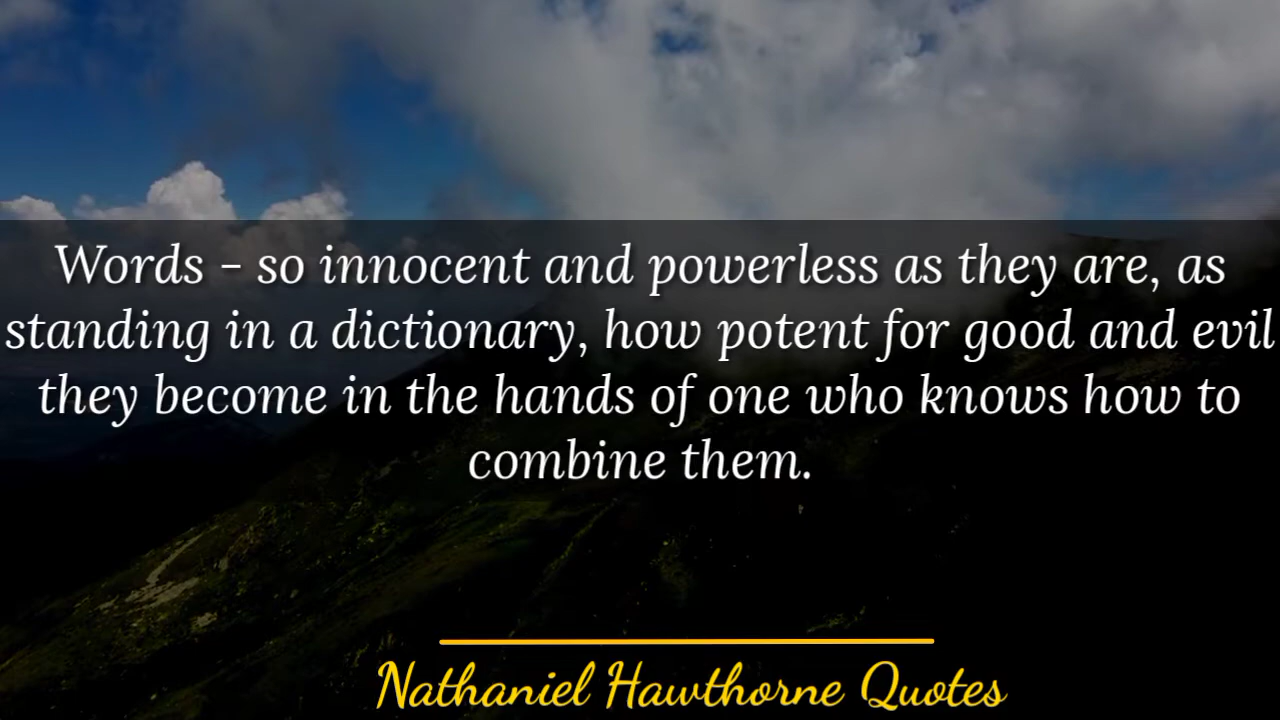 Words - so innocent and powerless as they are, as
standing in a dictionary, how potent for good and evil
they become in the hands of one who knows how to
combine them.
Nathaniel Hawthorne Quotes